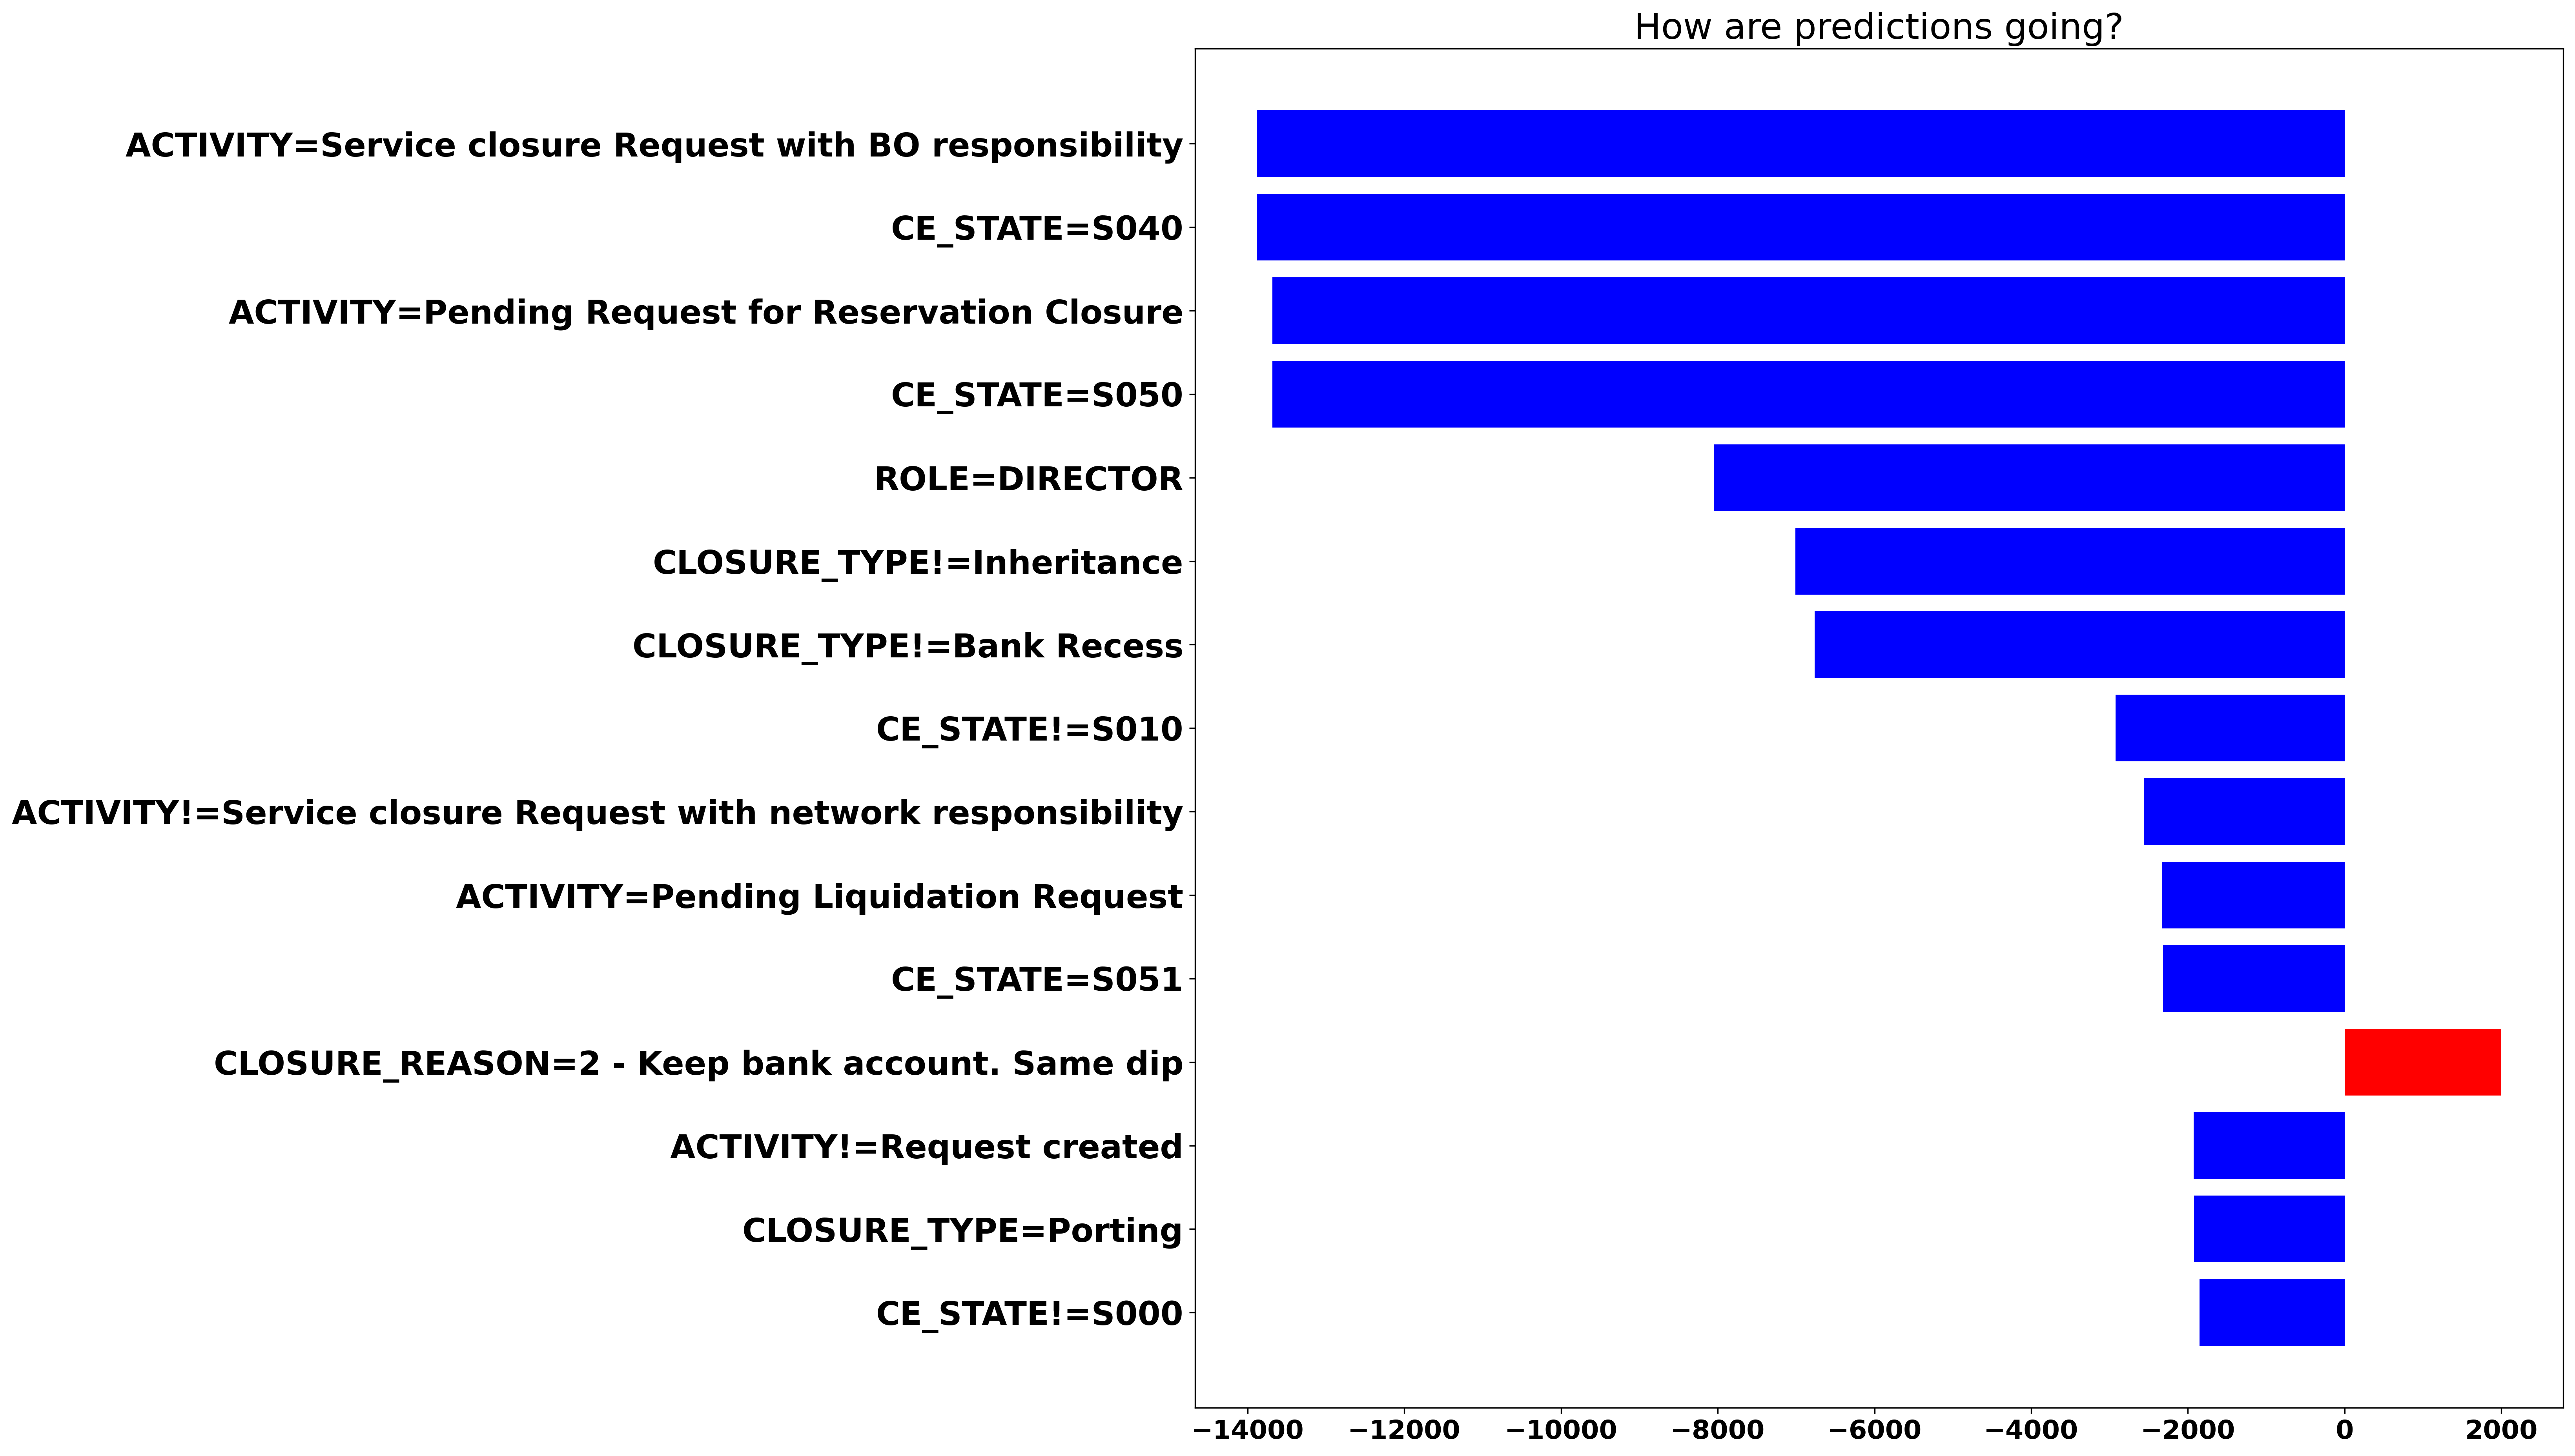 How are predictions going?
ACTIVITY=Service closure Request with BO responsibility
CE_STATE=S040
ACTIVITY=Pending Request for Reservation Closure
CE_STATE=S050
ROLE=DIRECTOR
CLOSURE_TYPE!=Inheritance
CLOSURE_TYPE!=Bank Recess
CE_STATE!=S010
ACTIVITY!=Service closure Request with network responsibility
ACTIVITY=Pending Liquidation Request
CE_STATE=S051
CLOSURE_REASON=2 - Keep bank account. Same dip
ACTIVITY!=Request created
CLOSURE_TYPE=Porting
CE_STATE!=S000
−14000 −12000 −10000 −8000 −6000 −4000 −2000 0 2000